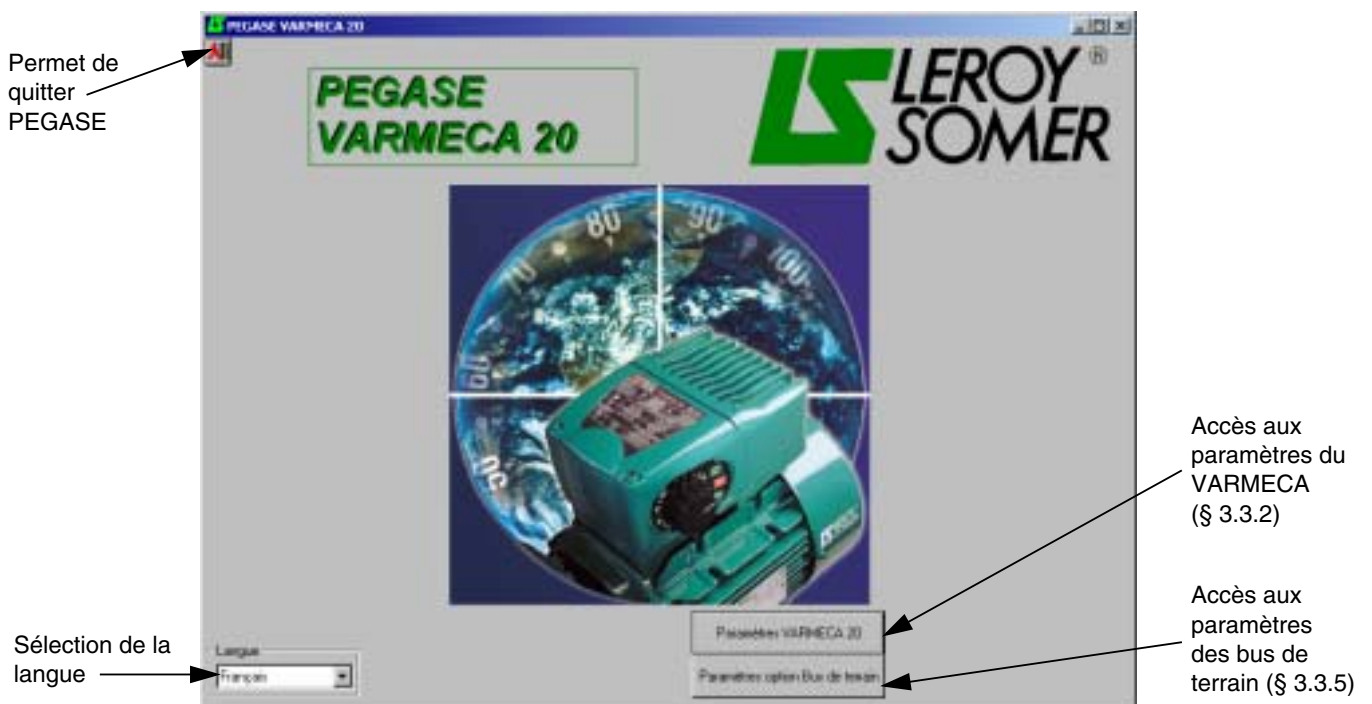 PEGASE VARMECA 20
Permet de
quitter
PEGASE
PEGASE
VARMECA 20
LEROY ®
SOMER
70
80
90
100
60
50
Accès aux
paramètres du
VARMECA
(§ 3.3.2)
Accès aux
paramètres
des bus de
terrain (§ 3.3.5)
Sélection de la
langue
Langue
Français
Paramètres VARMECA 20
Paramètres option Bus de terrain